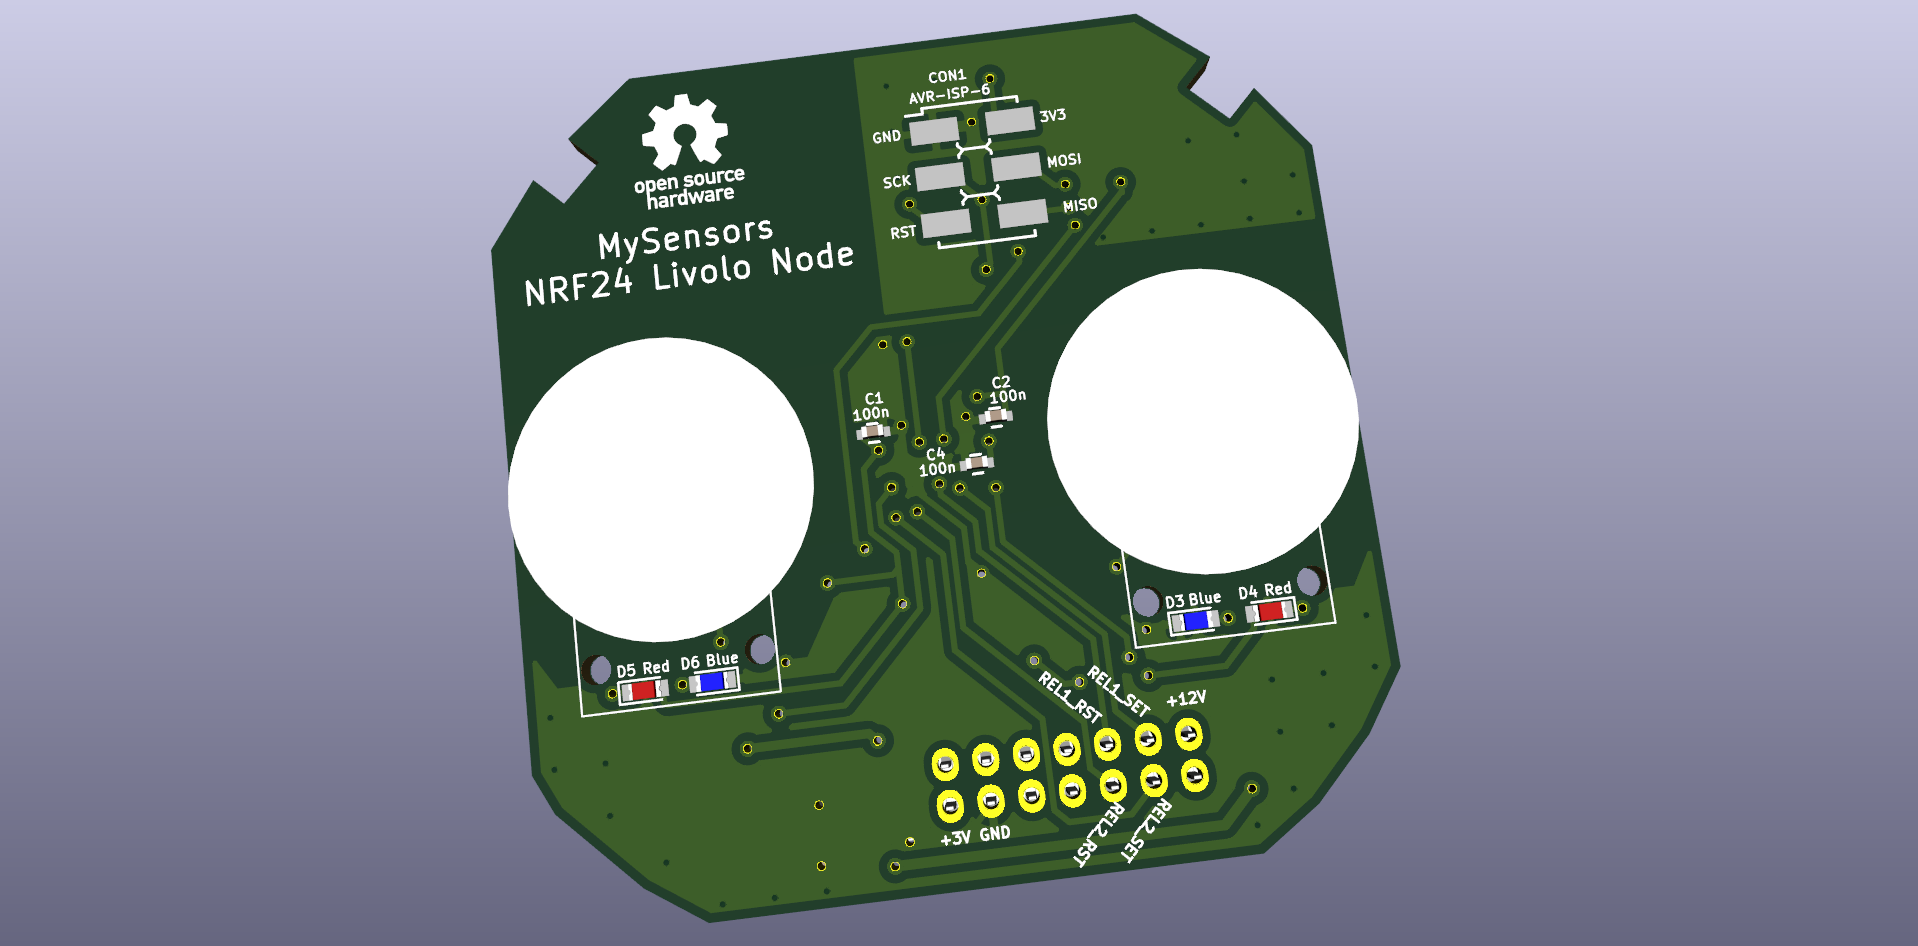 CON1
AVR-ISP-6
GND
3V3
SCK
MOSI
RST
MISO
open source
hardware
MySensors
NRF24 Livolo Node
C1
100n
C2
100n
C4
100n
D3 Blue
D4 Red
D5 Red
D6 Blue
REL1_RST
REL1_SET
+12V
+3V
GND
REL2_RST
REL2_SET